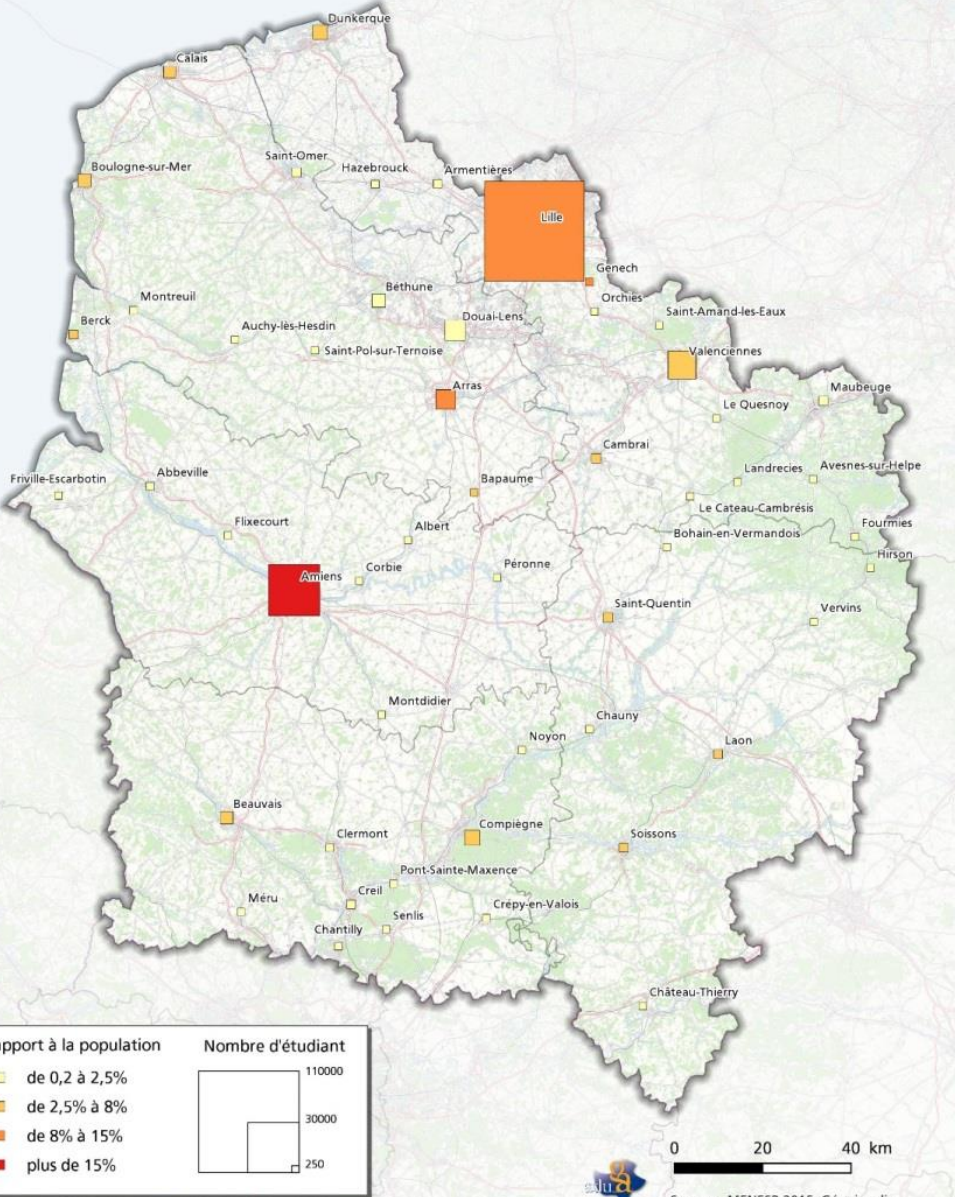 Dunkerque
Calais
Boulogne-sur-Mer
Saint-Omer
Hazebrouck
Armentières
Lille
Genech
Orchies
Béthune
Montreuil
Berck
Auchy-lès-Hesdin
Saint-Pol-sur-Ternoise
Douai-Lens
Saint-Amand-les-Eaux
Valenciennes
Arras
Maubeuge
Le Quesnoy
Cambrai
Landrecies
Avesnes-sur-Helpe
Friville-Escarbotin
Abbeville
Bapaume
Le Cateau-Cambrésis
Flixecourt
Albert
Bohain-en-Vermandois
Fourmies
Hirson
Amiens
Corbie
Péronne
Saint-Quentin
Vervins
Montdidier
Chauny
Noyon
Laon
Beauvais
Clermont
Compiègne
Soissons
Pont-Sainte-Maxence
Creil
Méru
Senlis
Crépy-en-Valois
Chantilly
Château-Thierry
pport à la population
de 0,2 à 2,5%
de 2,5% à 8%
de 8% à 15%
plus de 15%
Nombre d'étudiant
110000
30000
250
0 20 40 km